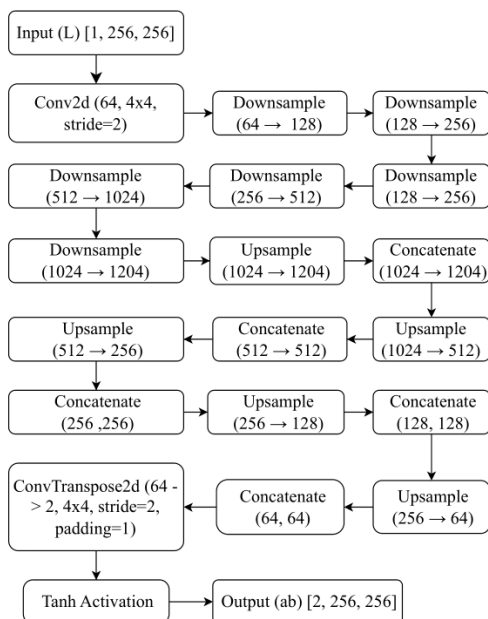 Input (L) [1, 256, 256]
Conv2d (64, 4x4,
stride=2)
Downsample
(64 → 128)
Downsample
(128 → 256)
Downsample
(128 → 256)
Downsample
(256 → 512)
Downsample
(512 → 1024)
Downsample
(1024 → 1204)
Upsample
(1024 → 1204)
Concatenate
(1024 → 1204)
Upsample
(1024 → 512)
Concatenate
(512 → 512)
Upsample
(512 → 256)
Concatenate
(256 ,256)
Upsample
(256 → 128)
Concatenate
(128, 128)
Upsample
(256 → 64)
Concatenate
(64, 64)
ConvTranspose2d (64 -
> 2, 4x4, stride=2,
padding=1)
Tanh Activation
Output (ab) [2, 256, 256]